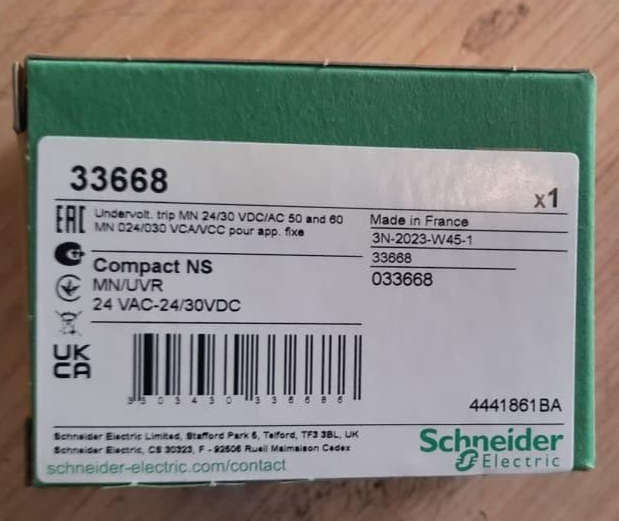 33668
x1
EAC
Undervolt. trip MN 24/30 VDC/AC 50 and 60
MN 024/030 VCA/VCC pour app. fixe
Made in France
3N-2023-W45-1
33668
033668
Compact NS
MN/UVR
24 VAC-24/30VDC
UK
CA
3303430336686
4441861BA
Schneider Electric Limited, Stafford Park 5, Telford, TF3 3BL, UK
Schneider Electric, CS 30323, F - 92506 Rueil Malmaison Cedex
schneider-electric.com/contact
Schneider
Electric